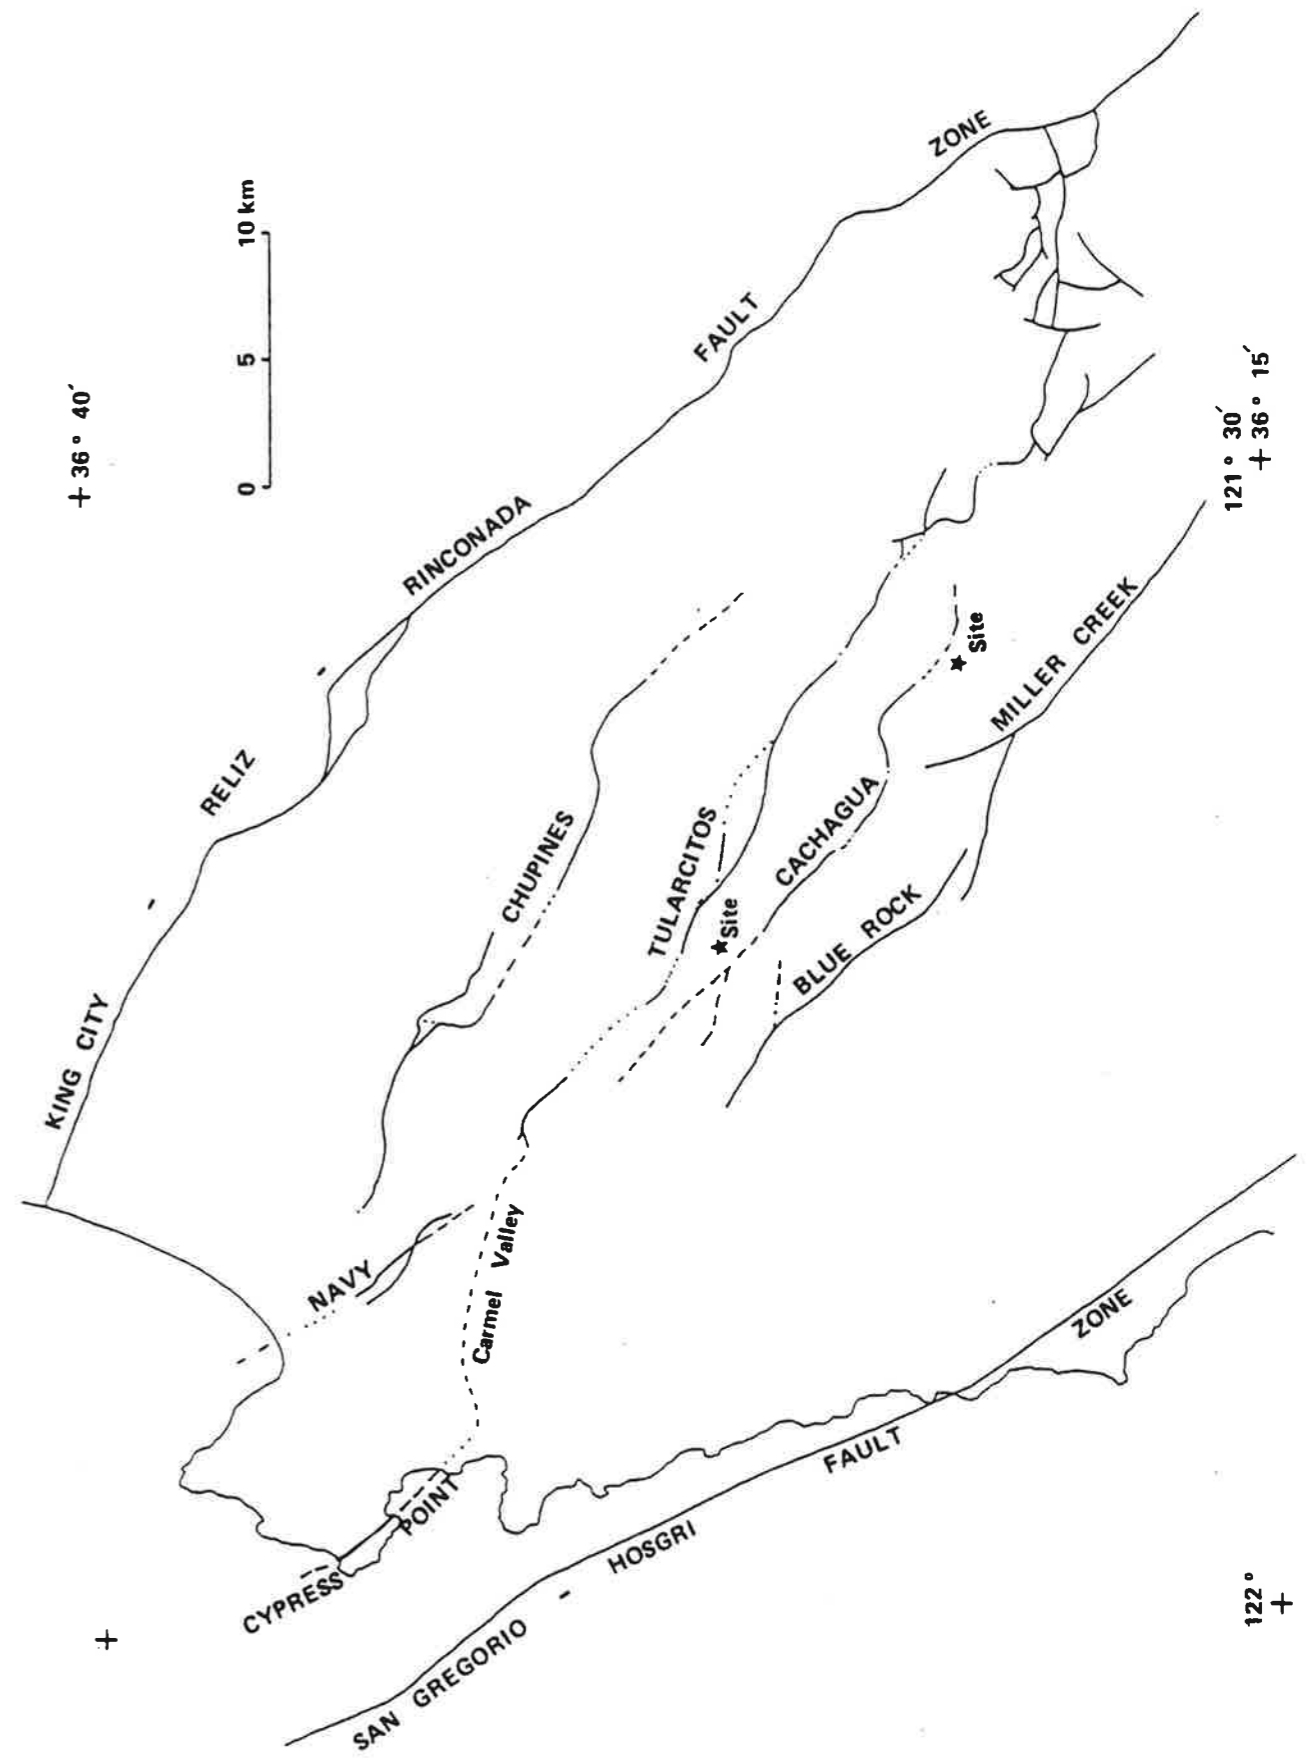 + 36° 40′
0 5 10 km
KING CITY - RELIZ - RINCONADA FAULT ZONE
CHUPINES
NAVY
TULARCITOS
Site
CACHAGUA
Site
BLUE ROCK
MILLER CREEK
Carmel Valley
CYPRESS POINT
SAN GREGORIO - HOSGRI FAULT ZONE
121° 30′
+ 36° 15′
122°
+
+